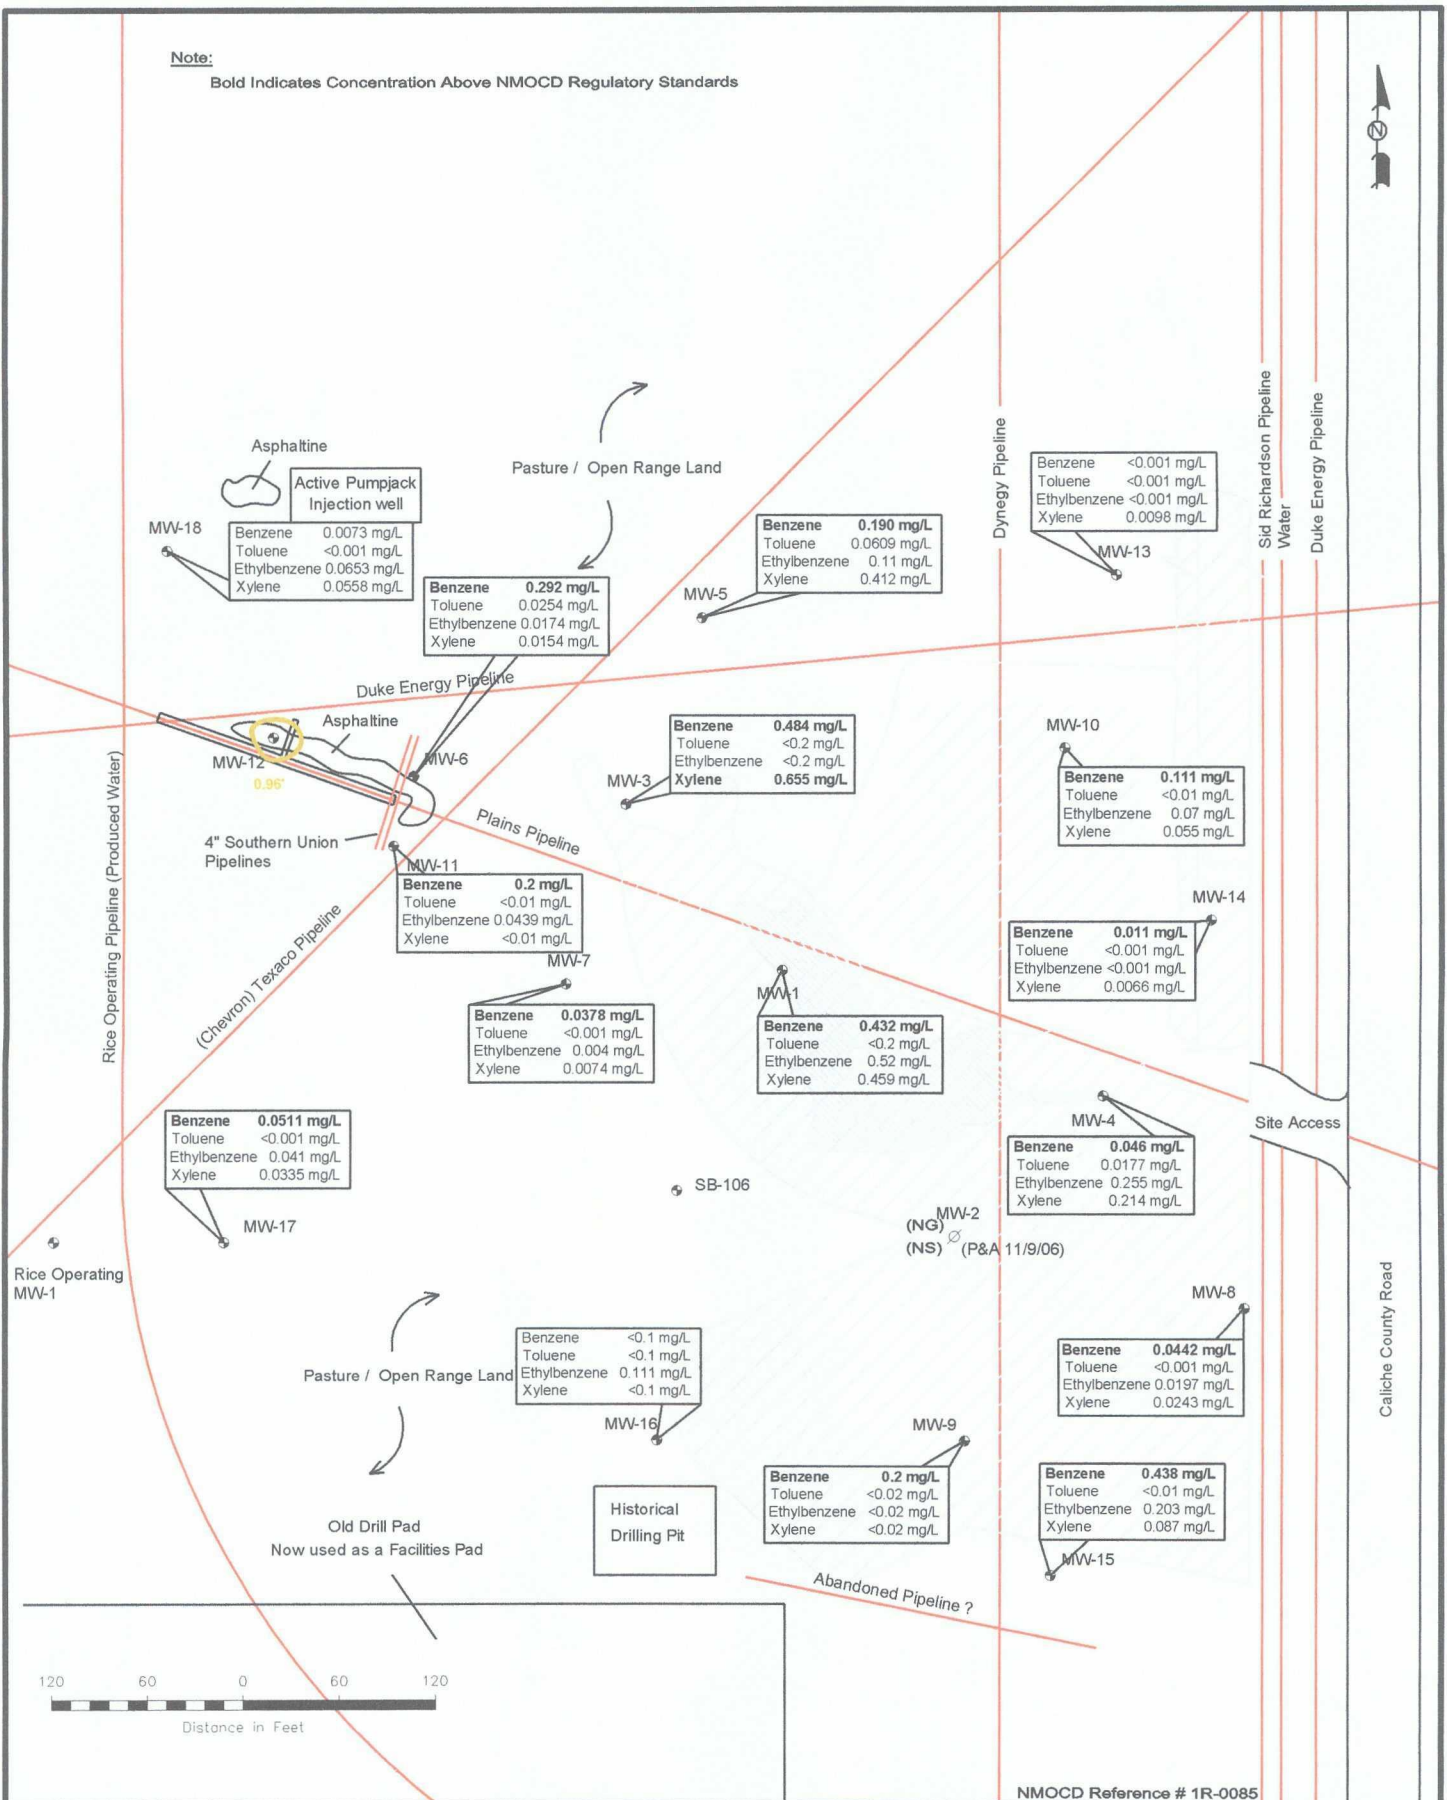 Note:
Bold Indicates Concentration Above NMOCD Regulatory Standards
N
Asphaltine
Active Pumpjack
Injection well
MW-18
Benzene 0.0073 mg/L
Toluene <0.001 mg/L
Ethylbenzene 0.0653 mg/L
Xylene 0.0558 mg/L
Pasture / Open Range Land
Benzene 0.292 mg/L
Toluene 0.0254 mg/L
Ethylbenzene 0.0174 mg/L
Xylene 0.0154 mg/L
MW-5
Benzene 0.190 mg/L
Toluene 0.0609 mg/L
Ethylbenzene 0.11 mg/L
Xylene 0.412 mg/L
Dynegy Pipeline
Benzene <0.001 mg/L
Toluene <0.001 mg/L
Ethylbenzene <0.001 mg/L
Xylene 0.0098 mg/L
MW-13
Sid Richardson Pipeline
Water
Duke Energy Pipeline
Duke Energy Pipeline
Asphaltine
MW-12
0.96'
MW-6
4" Southern Union
Pipelines
MW-3
Benzene 0.484 mg/L
Toluene <0.2 mg/L
Ethylbenzene <0.2 mg/L
Xylene 0.655 mg/L
MW-10
Benzene 0.111 mg/L
Toluene <0.01 mg/L
Ethylbenzene 0.07 mg/L
Xylene 0.055 mg/L
Plains Pipeline
MW-11
Benzene 0.2 mg/L
Toluene <0.01 mg/L
Ethylbenzene 0.0439 mg/L
Xylene <0.01 mg/L
Rice Operating Pipeline (Produced Water)
(Chevron) Texaco Pipeline
MW-14
Benzene 0.011 mg/L
Toluene <0.001 mg/L
Ethylbenzene <0.001 mg/L
Xylene 0.0066 mg/L
MW-7
Benzene 0.0378 mg/L
Toluene <0.001 mg/L
Ethylbenzene 0.004 mg/L
Xylene 0.0074 mg/L
MW-1
Benzene 0.432 mg/L
Toluene <0.2 mg/L
Ethylbenzene 0.52 mg/L
Xylene 0.459 mg/L
Site Access
MW-4
Benzene 0.046 mg/L
Toluene 0.0177 mg/L
Ethylbenzene 0.255 mg/L
Xylene 0.214 mg/L
Benzene 0.0511 mg/L
Toluene <0.001 mg/L
Ethylbenzene 0.041 mg/L
Xylene 0.0335 mg/L
MW-17
SB-106
MW-2
(NG)
(NS) (P&A 11/9/06)
Rice Operating
MW-1
MW-8
Benzene 0.0442 mg/L
Toluene <0.001 mg/L
Ethylbenzene 0.0197 mg/L
Xylene 0.0243 mg/L
Caliche County Road
Pasture / Open Range Land
Benzene <0.1 mg/L
Toluene <0.1 mg/L
Ethylbenzene 0.111 mg/L
Xylene <0.1 mg/L
MW-16
MW-9
Benzene 0.2 mg/L
Toluene <0.02 mg/L
Ethylbenzene <0.02 mg/L
Xylene <0.02 mg/L
Benzene 0.438 mg/L
Toluene <0.01 mg/L
Ethylbenzene 0.203 mg/L
Xylene 0.087 mg/L
MW-15
Historical
Drilling Pit
Old Drill Pad
Now used as a Facilities Pad
Abandoned Pipeline ?
120 60 0 60 120
Distance in Feet
NMOCD Reference # 1R-0085